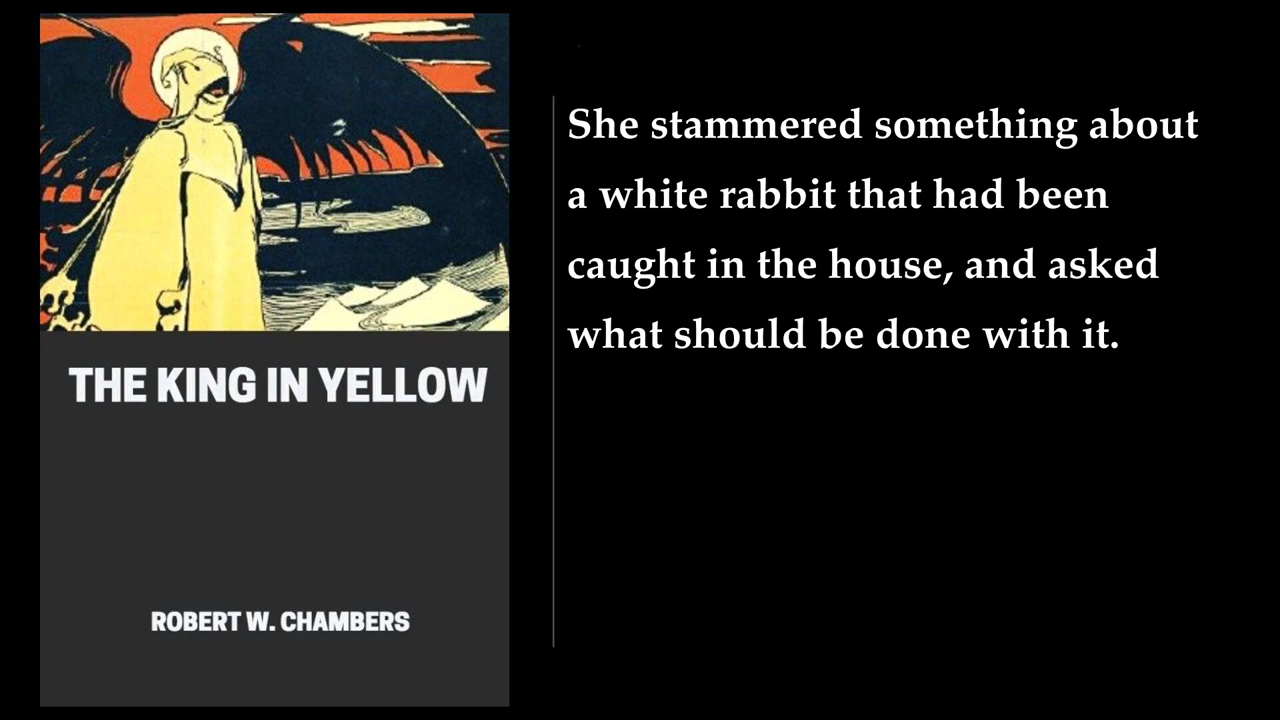 THE KING IN YELLOW
ROBERT W. CHAMBERS
She stammered something about
a white rabbit that had been
caught in the house, and asked
what should be done with it.